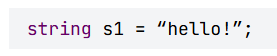 string s1 = “hello!”;